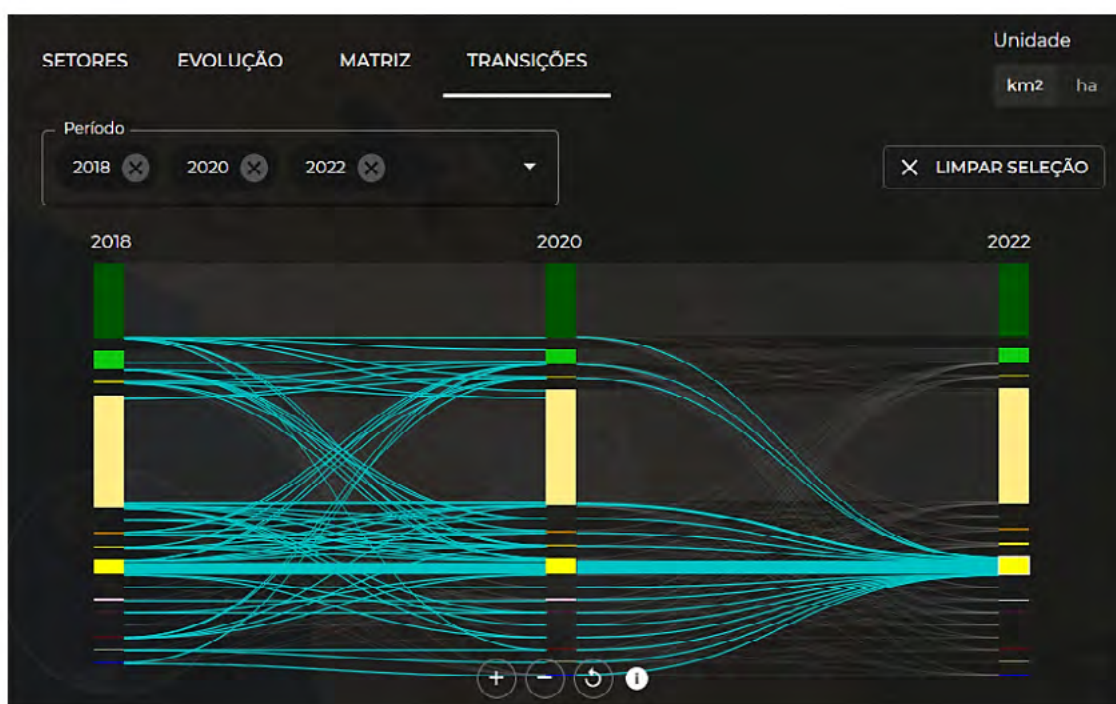 SETORES EVOLUÇÃO MATRIZ TRANSIÇÕES
Unidade
km2 ha
Período
2018 2020 2022
LIMPAR SELEÇÃO
2018 2020 2022